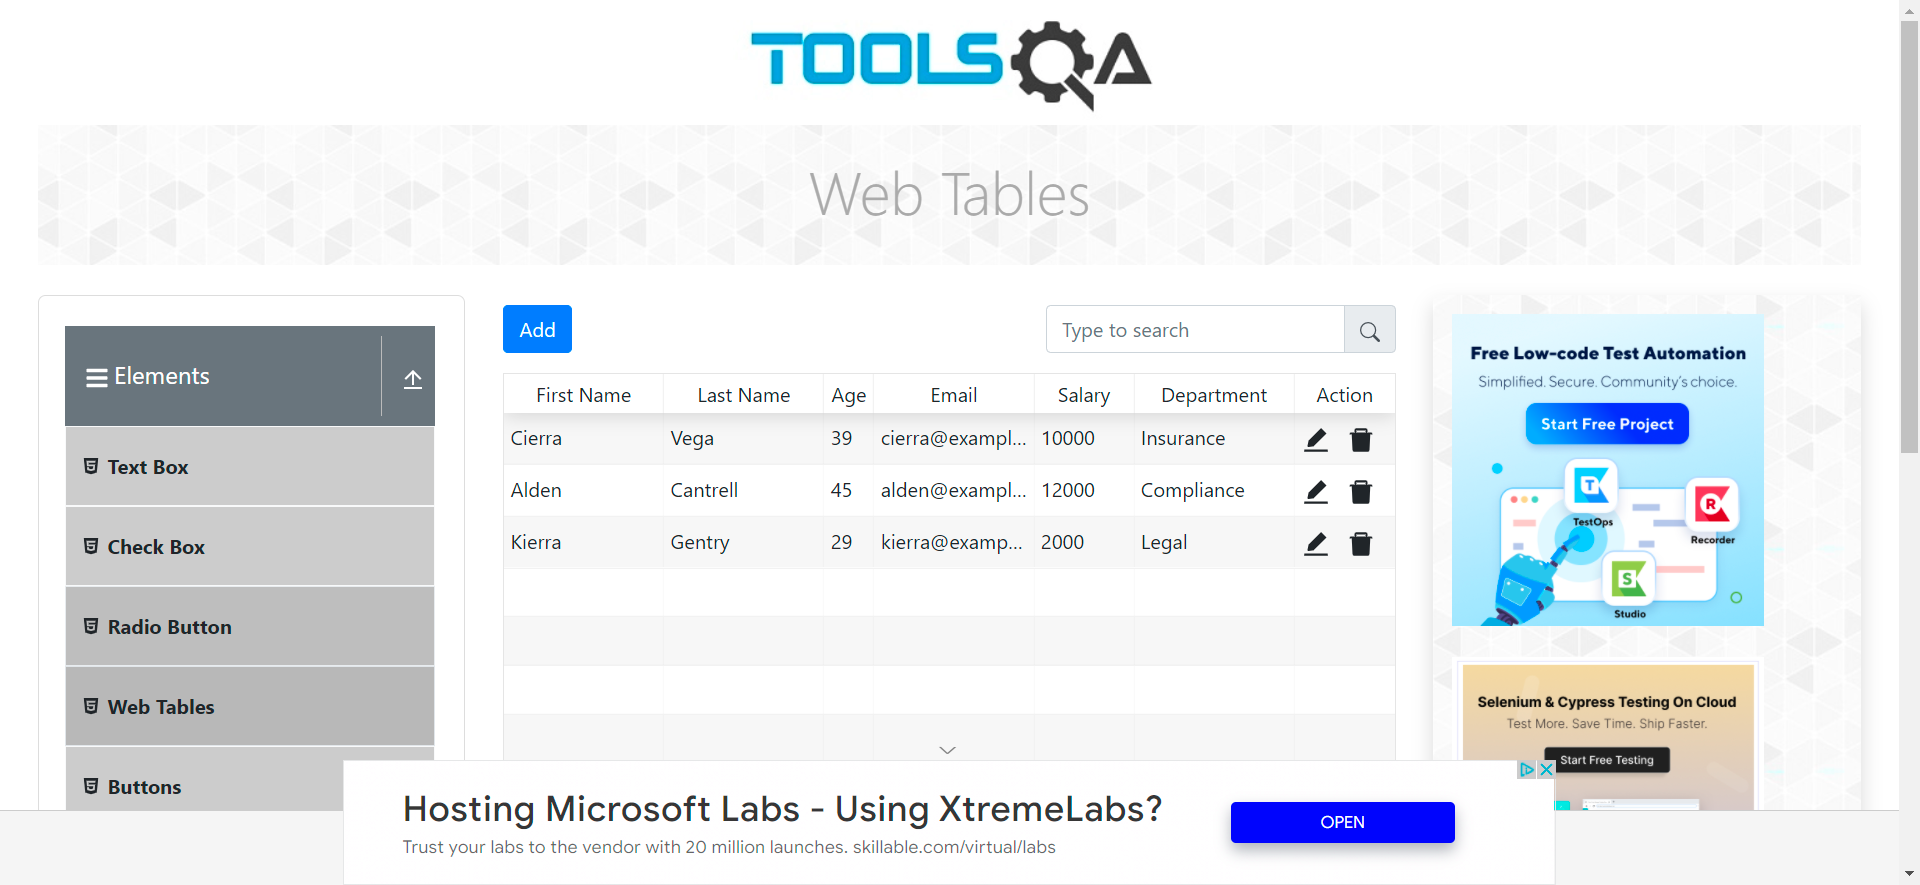 TOOLSQA
Web Tables
Elements
Text Box
Check Box
Radio Button
Web Tables
Buttons
Add
Type to search
First Name Last Name Age Email Salary Department Action
Cierra Vega 39 cierra@exampl... 10000 Insurance
Alden Cantrell 45 alden@exampl... 12000 Compliance
Kierra Gentry 29 kierra@examp... 2000 Legal
Free Low-code Test Automation
Simplified. Secure. Community's choice.
Start Free Project
T
TestOps
R
Recorder
S
Studio
Selenium & Cypress Testing On Cloud
Test More. Save Time. Ship Faster.
Start Free Testing
Hosting Microsoft Labs - Using XtremeLabs?
Trust your labs to the vendor with 20 million launches. skillable.com/virtual/labs
OPEN